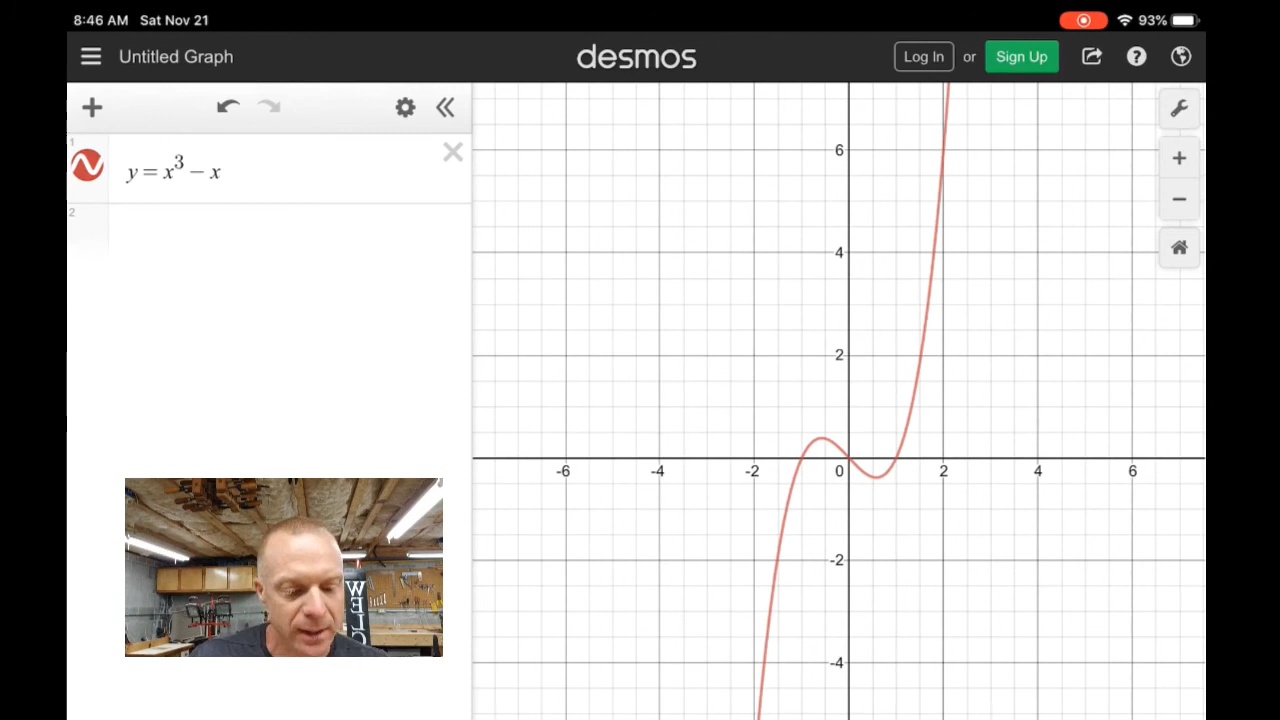 8:46 AM Sat Nov 21 93%
Untitled Graph desmos Log In or Sign Up
1
y = x³ − x
2
6
4
2
-6 -4 -2 0 2 4 6
-2
-4
WELC